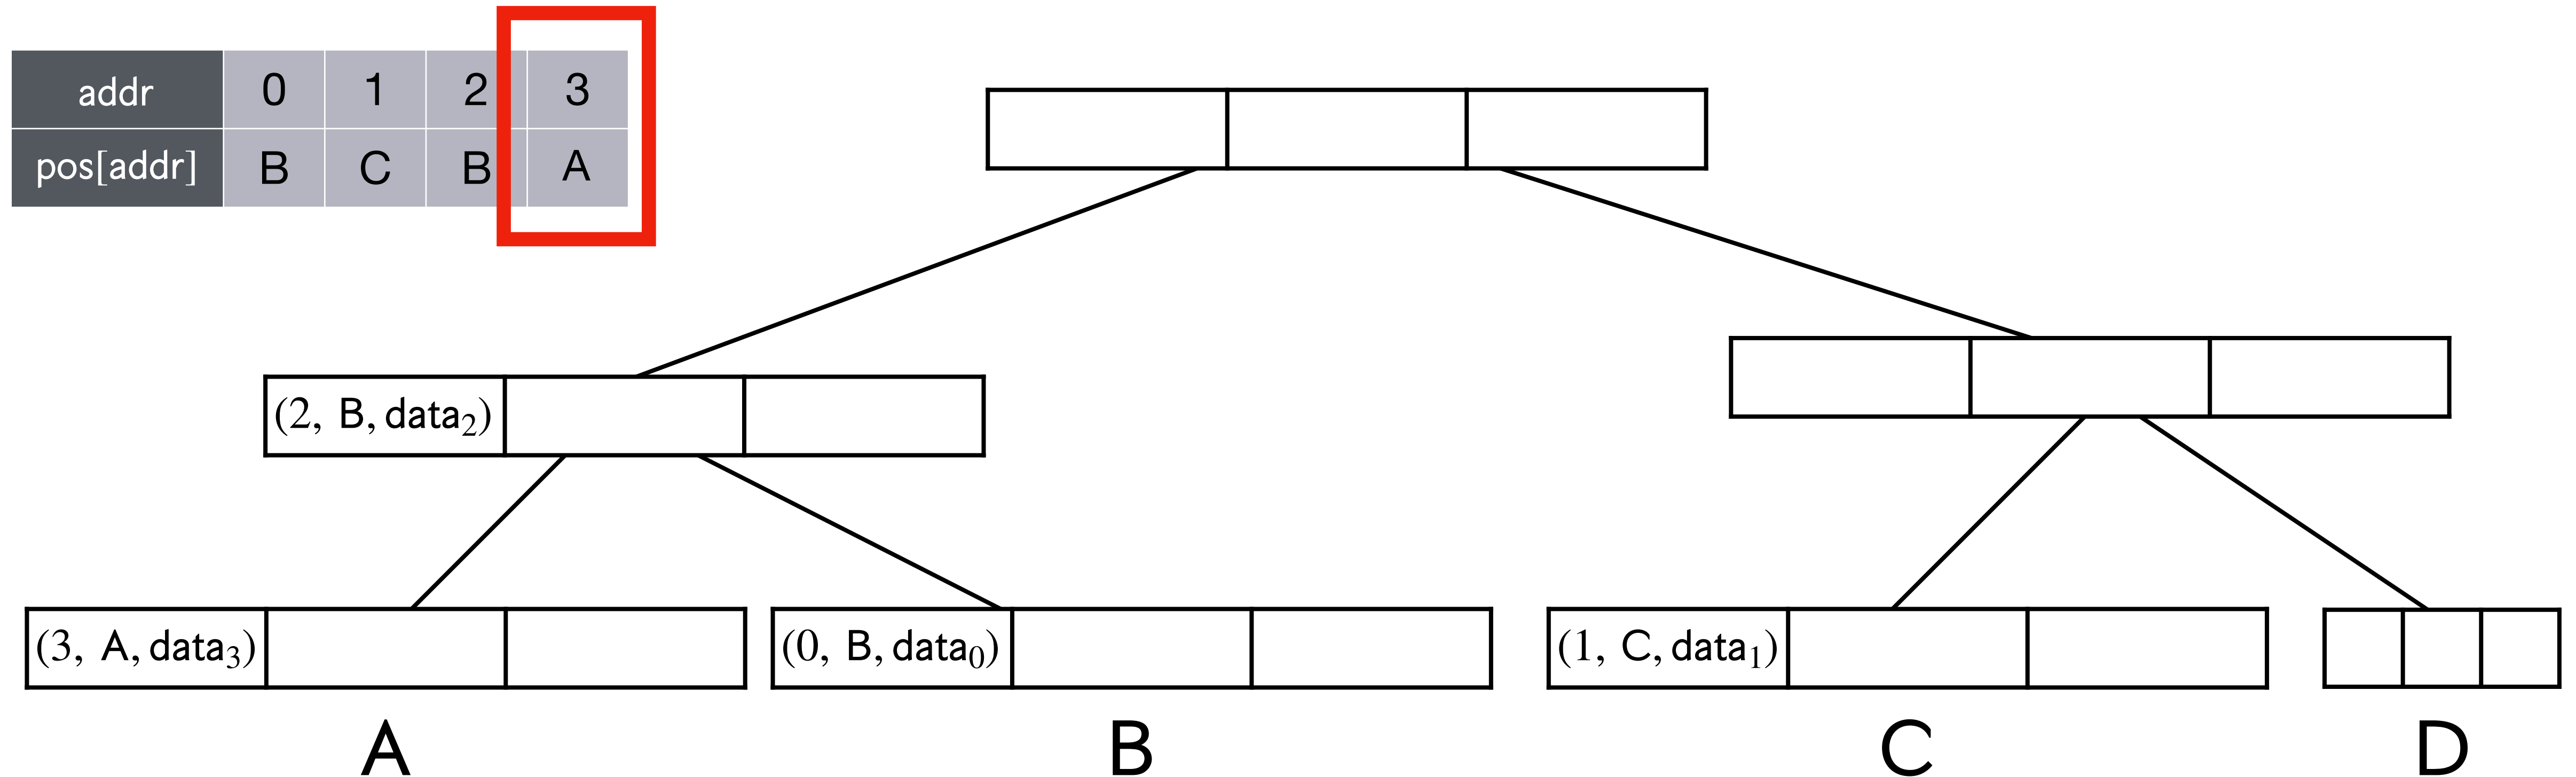 addr 0 1 2 3
pos[addr] B C B A
(2, B, data₂)
(3, A, data₃) (0, B, data₀) (1, C, data₁)
A B C D